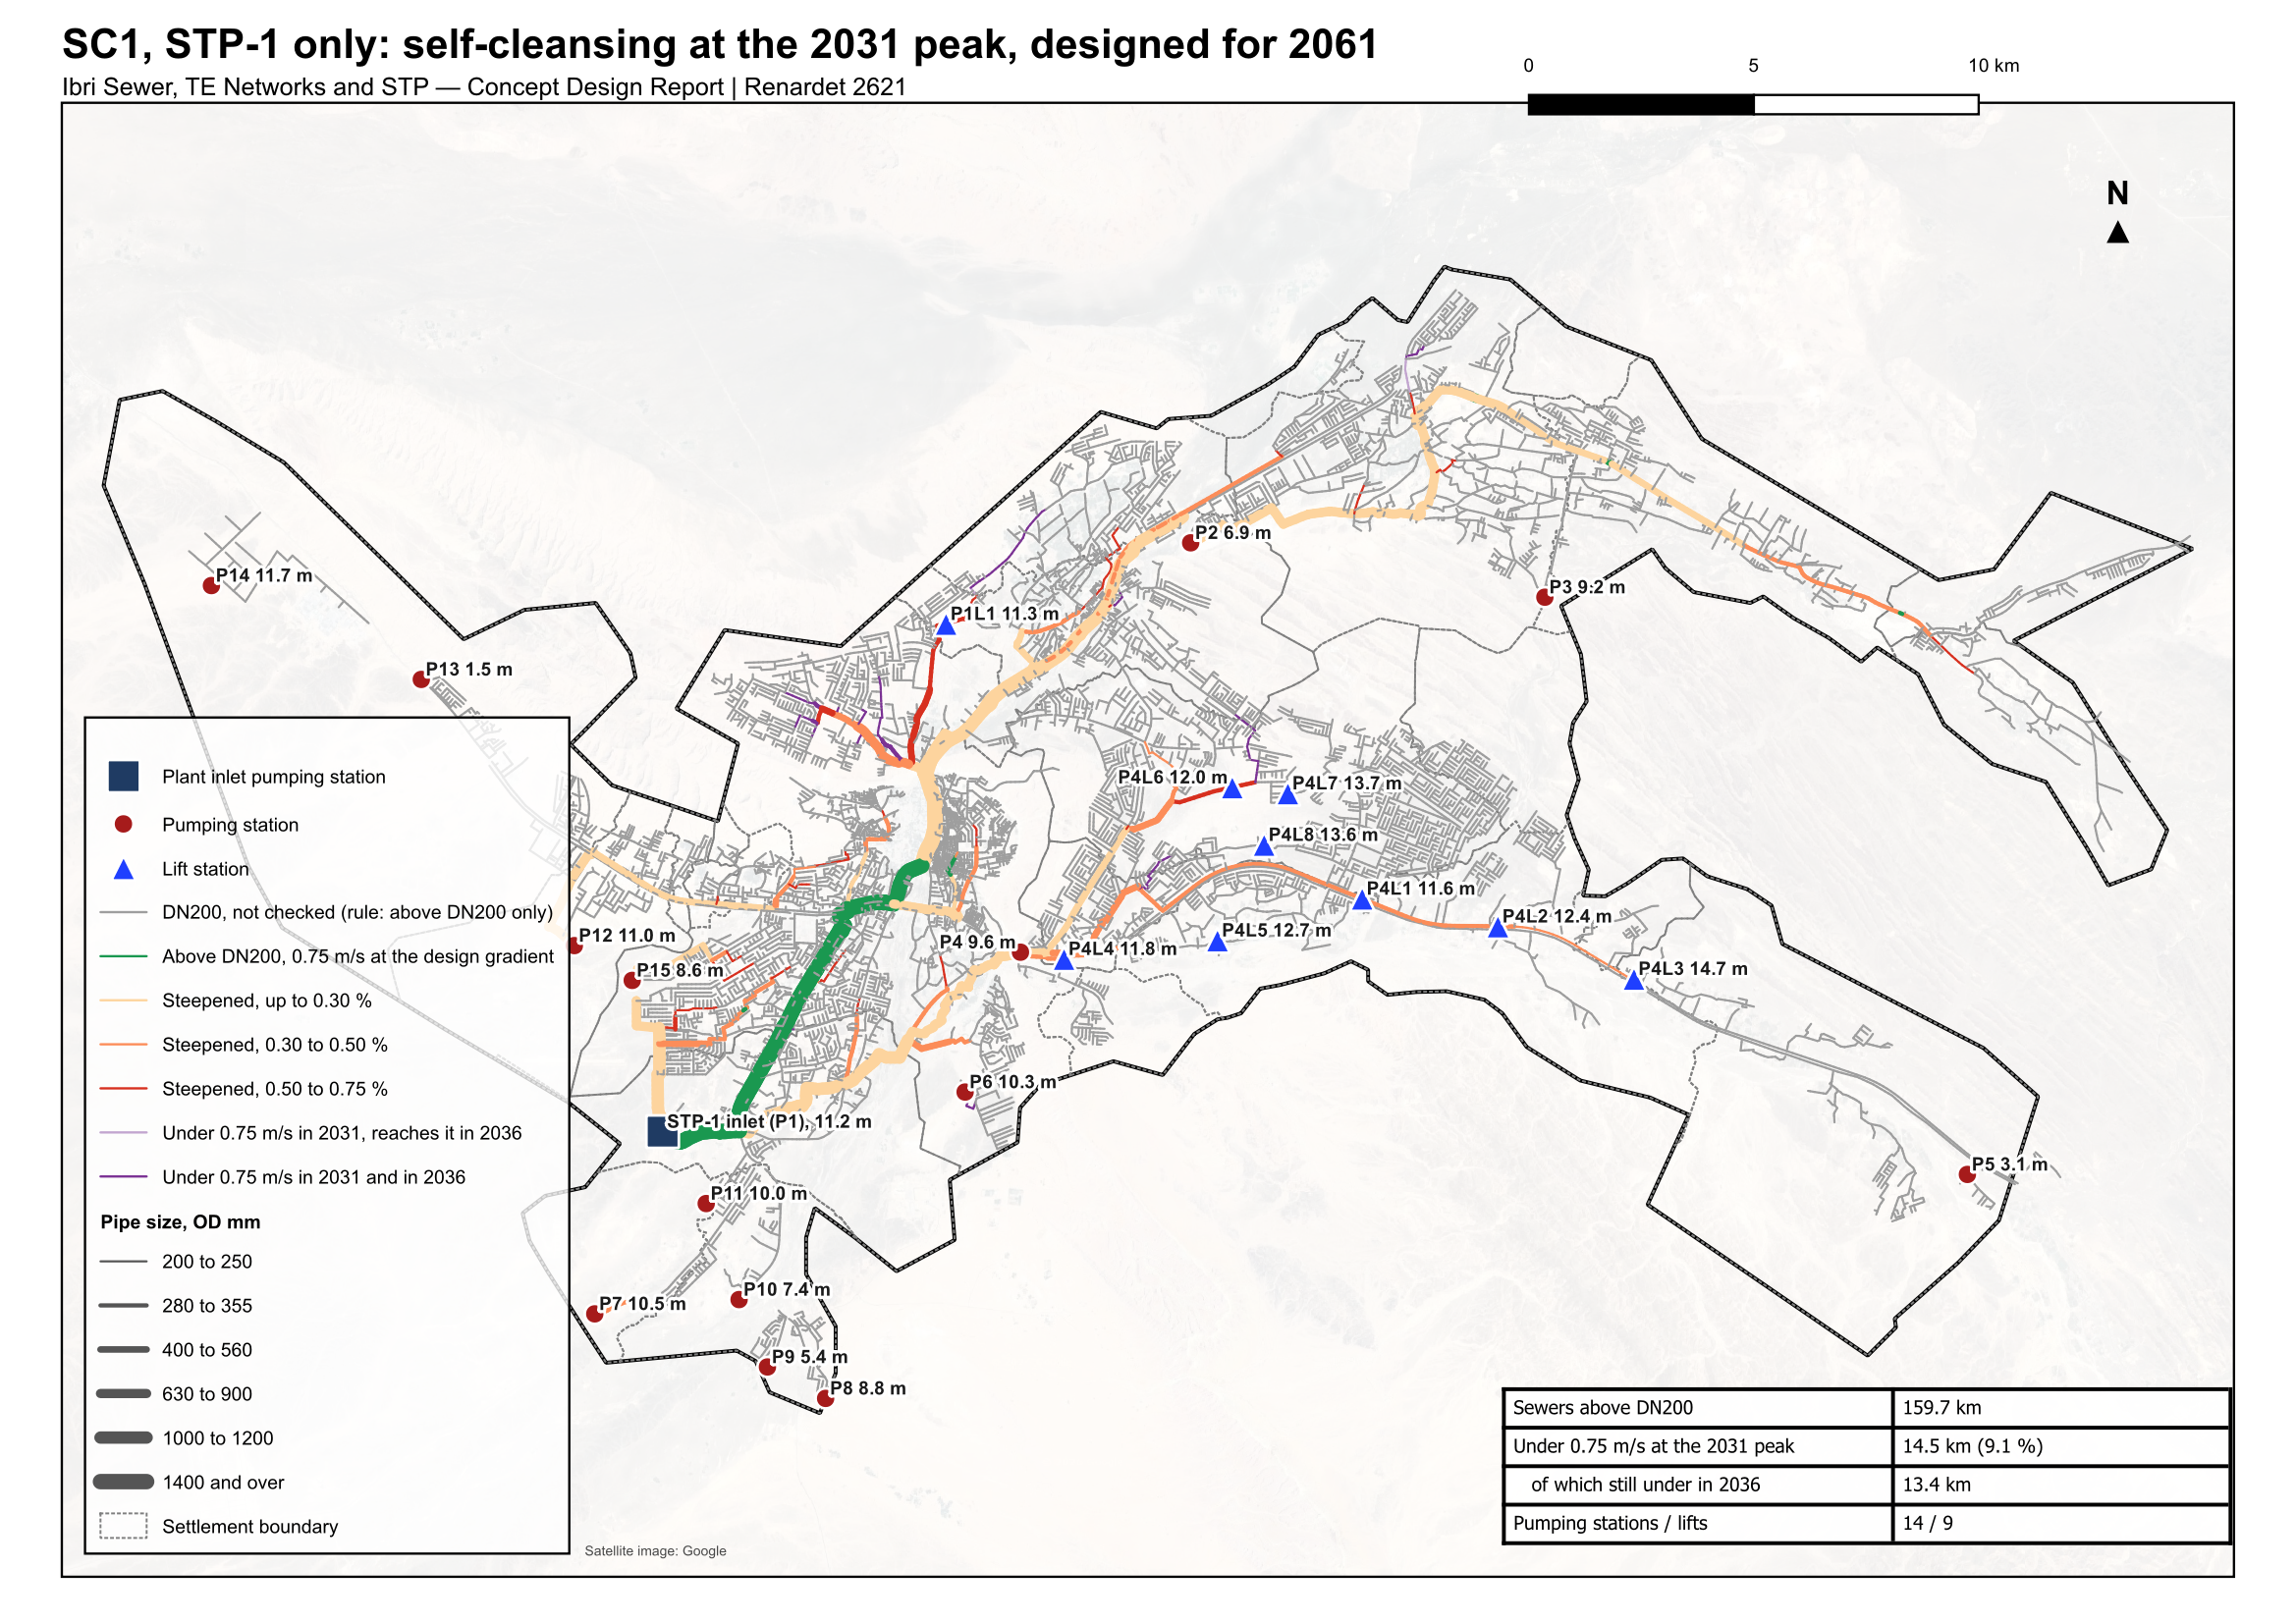 SC1, STP-1 only: self-cleansing at the 2031 peak, designed for 2061
Ibri Sewer, TE Networks and STP — Concept Design Report | Renardet 2621
0 5 10 km
N
P2 6.9 m
P14 11.7 m
P3 9.2 m
P1L1 11.3 m
P13 1.5 m
P4L6 12.0 m
P4L7 13.7 m
P4L8 13.6 m
P4L1 11.6 m
P4L2 12.4 m
P12 11.0 m
P4 9.6 m
P4L4 11.8 m
P4L5 12.7 m
P15 8.6 m
P4L3 14.7 m
P6 10.3 m
STP-1 inlet (P1), 11.2 m
P5 3.1 m
P11 10.0 m
P10 7.4 m
P7 10.5 m
P9 5.4 m
P8 8.8 m
Plant inlet pumping station
Pumping station
Lift station
DN200, not checked (rule: above DN200 only)
Above DN200, 0.75 m/s at the design gradient
Steepened, up to 0.30 %
Steepened, 0.30 to 0.50 %
Steepened, 0.50 to 0.75 %
Under 0.75 m/s in 2031, reaches it in 2036
Under 0.75 m/s in 2031 and in 2036
Pipe size, OD mm
200 to 250
280 to 355
400 to 560
630 to 900
1000 to 1200
1400 and over
Settlement boundary
Satellite image: Google
Sewers above DN200 159.7 km
Under 0.75 m/s at the 2031 peak 14.5 km (9.1 %)
of which still under in 2036 13.4 km
Pumping stations / lifts 14 / 9